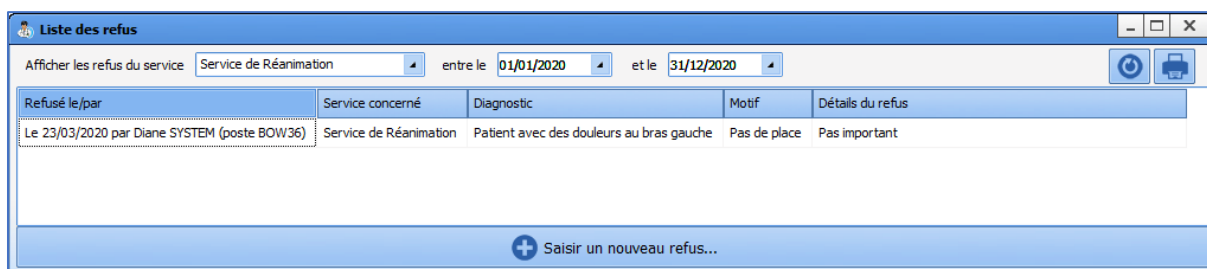 Liste des refus
Afficher les refus du service Service de Réanimation entre le 01/01/2020 et le 31/12/2020
Refusé le/par Service concerné Diagnostic Motif Détails du refus
Le 23/03/2020 par Diane SYSTEM (poste BOW36) Service de Réanimation Patient avec des douleurs au bras gauche Pas de place Pas important
Saisir un nouveau refus...